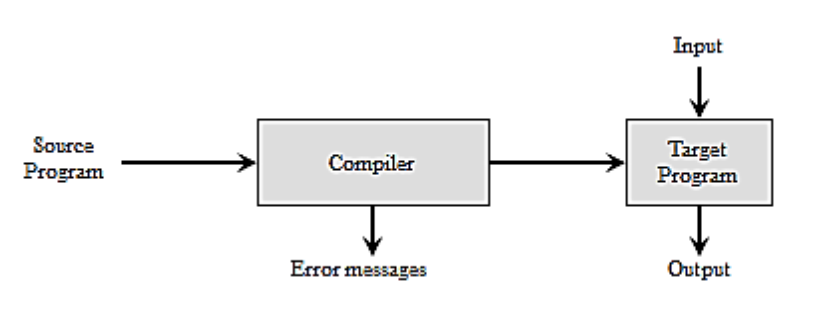 Input
Source
Program
Compiler
Target
Program
Error messages
Output